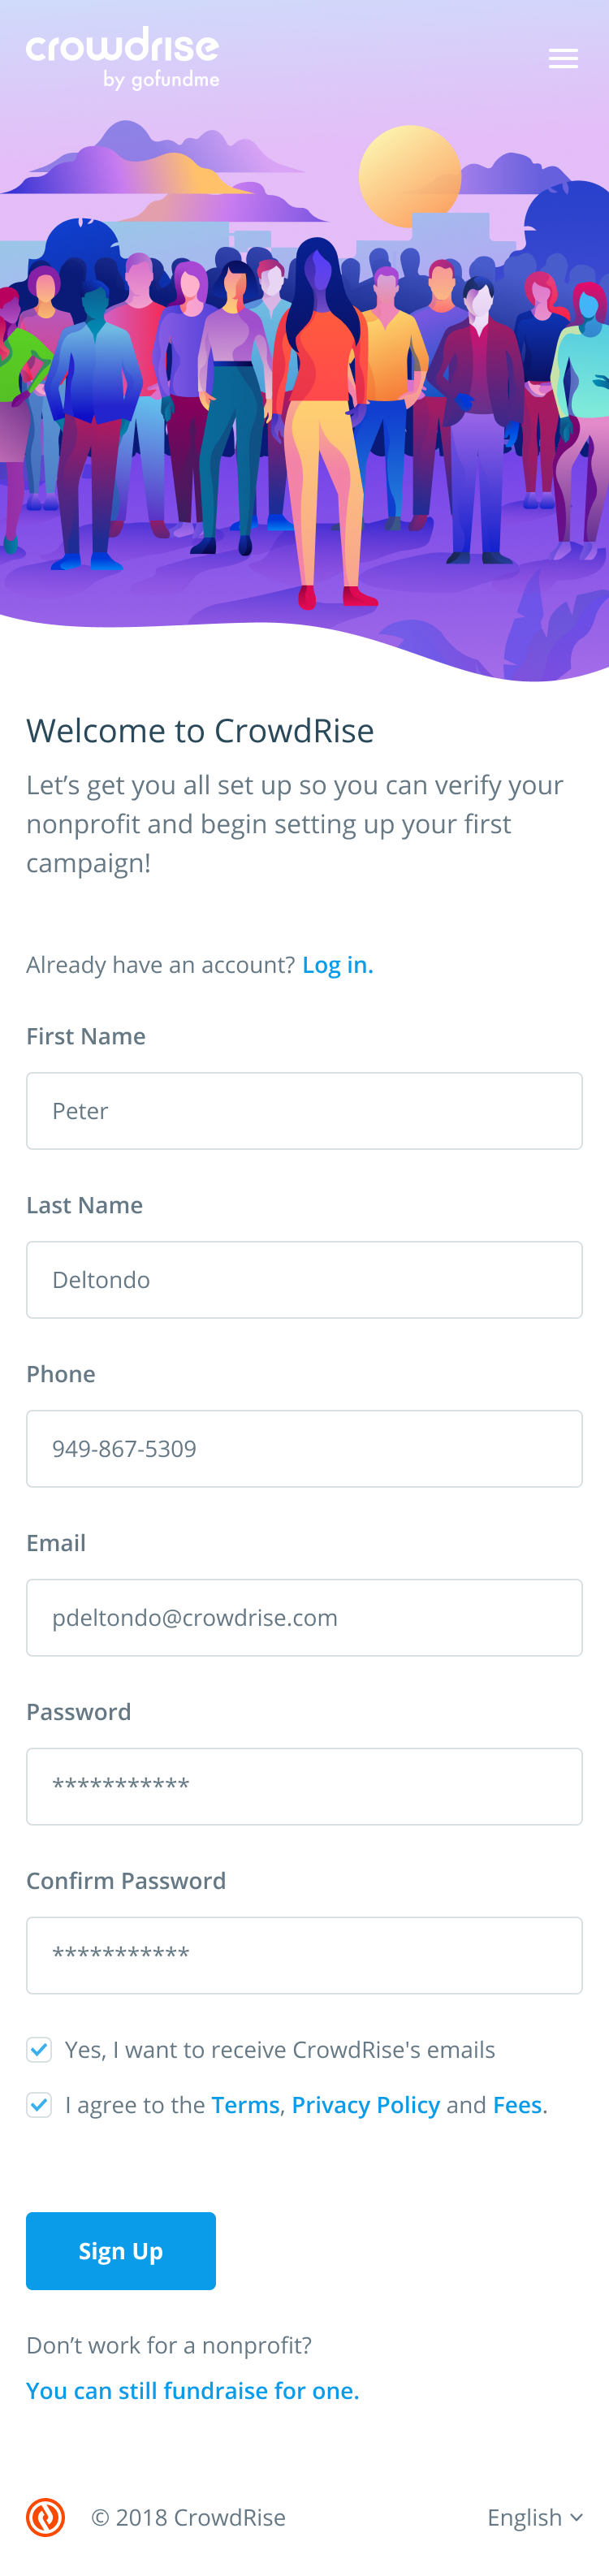 crowdrise
by gofundme
Welcome to CrowdRise
Let’s get you all set up so you can verify your
nonprofit and begin setting up your first
campaign!
Already have an account? Log in.
First Name
Peter
Last Name
Deltondo
Phone
949-867-5309
Email
pdeltondo@crowdrise.com
Password
***********
Confirm Password
***********
Yes, I want to receive CrowdRise's emails
I agree to the Terms, Privacy Policy and Fees.
Sign Up
Don’t work for a nonprofit?
You can still fundraise for one.
© 2018 CrowdRise English